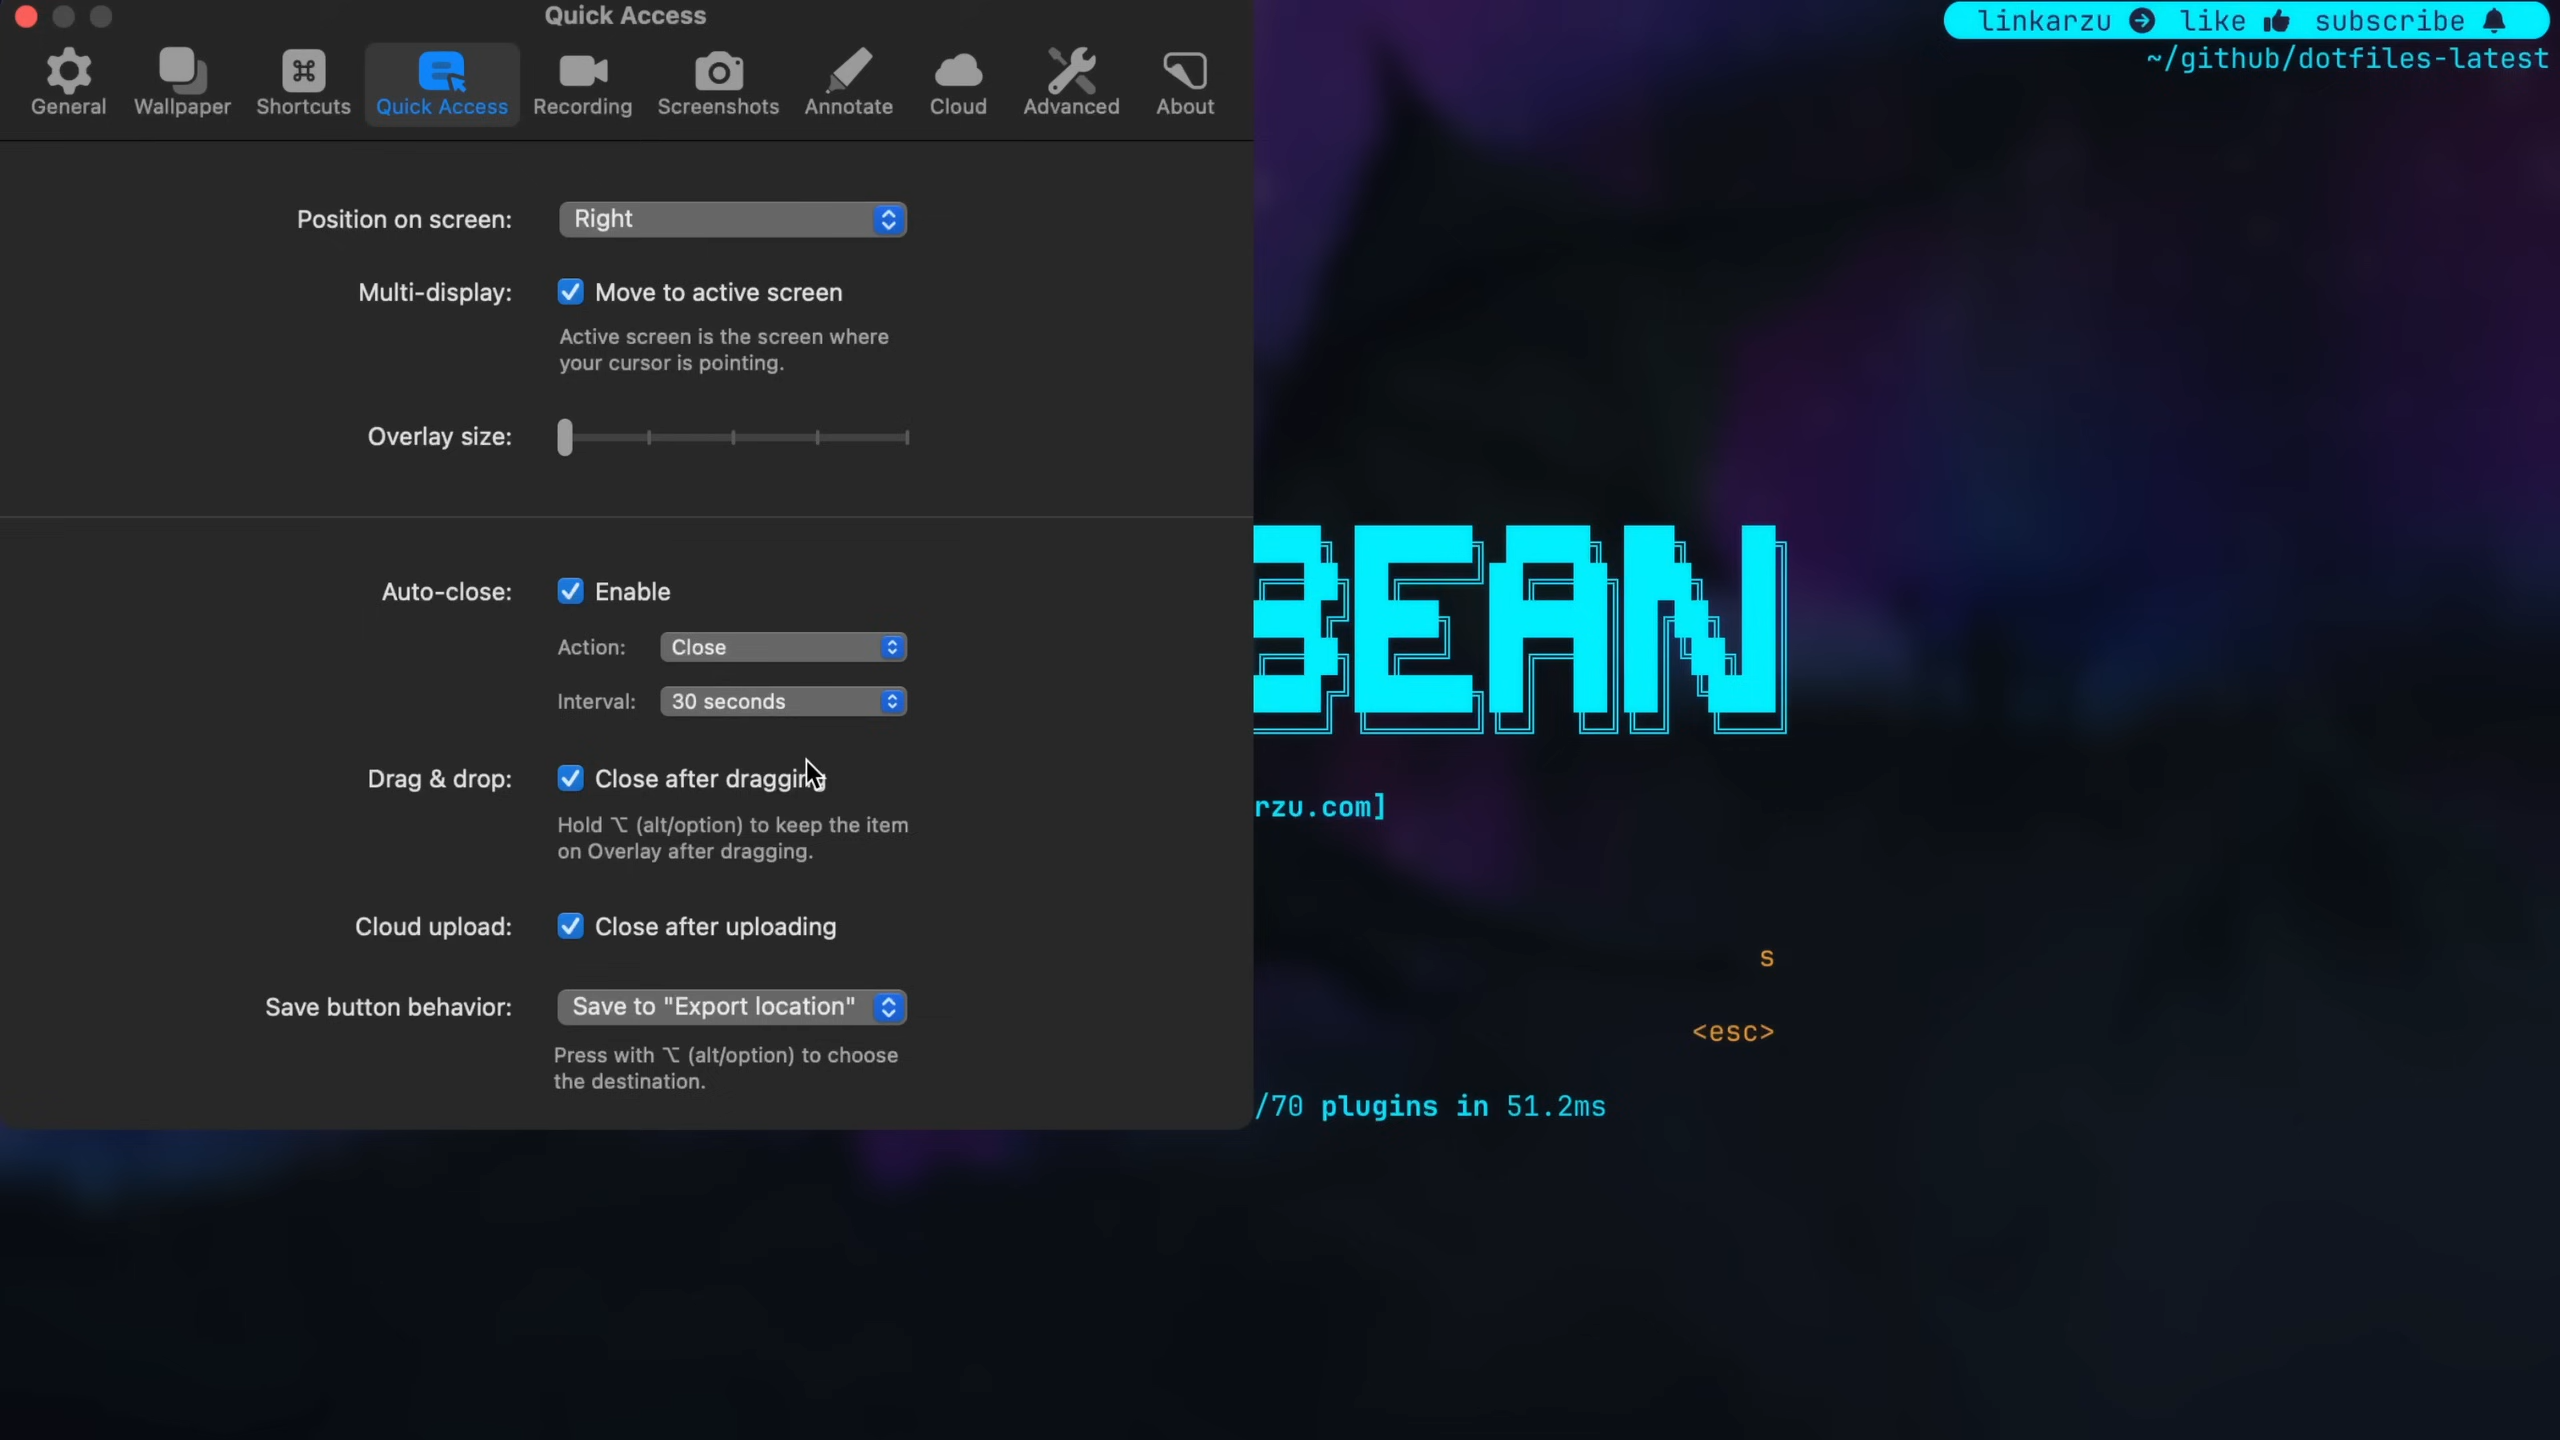 Quick Access
General Wallpaper Shortcuts Quick Access Recording Screenshots Annotate Cloud Advanced About
Position on screen: Right
Multi-display: Move to active screen
Active screen is the screen where
your cursor is pointing.
Overlay size:
Auto-close: Enable
Action: Close
Interval: 30 seconds
Drag & drop: Close after dragging
Hold ⌥ (alt/option) to keep the item
on Overlay after dragging.
Cloud upload: Close after uploading
Save button behavior: Save to "Export location"
Press with ⌥ (alt/option) to choose
the destination.
linkarzu like subscribe
~/github/dotfiles-latest
BEAN
rzu.com]
s
<esc>
/70 plugins in 51.2ms